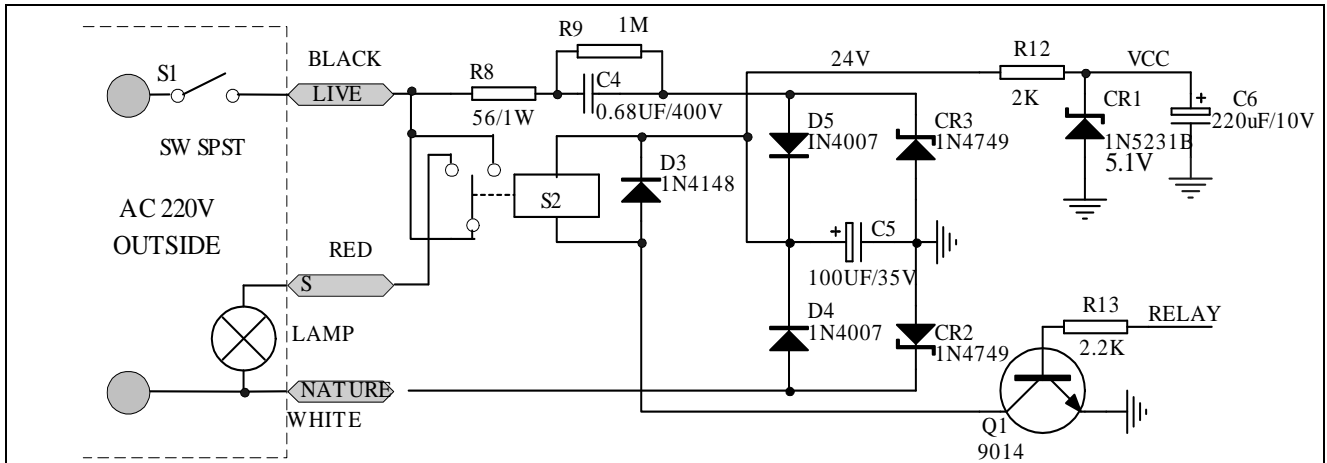 R9 1M
BLACK
24V
R12
VCC
S1
R8
C4
LIVE
2K
CR1
C6
56/1W
0.68UF/400V
D5
CR3
220uF/10V
SW SPST
IN4007
1N4749
1N5231B
D3
5.1V
1N4148
S2
AC 220V
OUTSIDE
RED
C5
S
100UF/35V
D4
R13
RELAY
LAMP
1N4007
CR2
2.2K
1N4749
NATURE
WHITE
Q1
9014
+
+